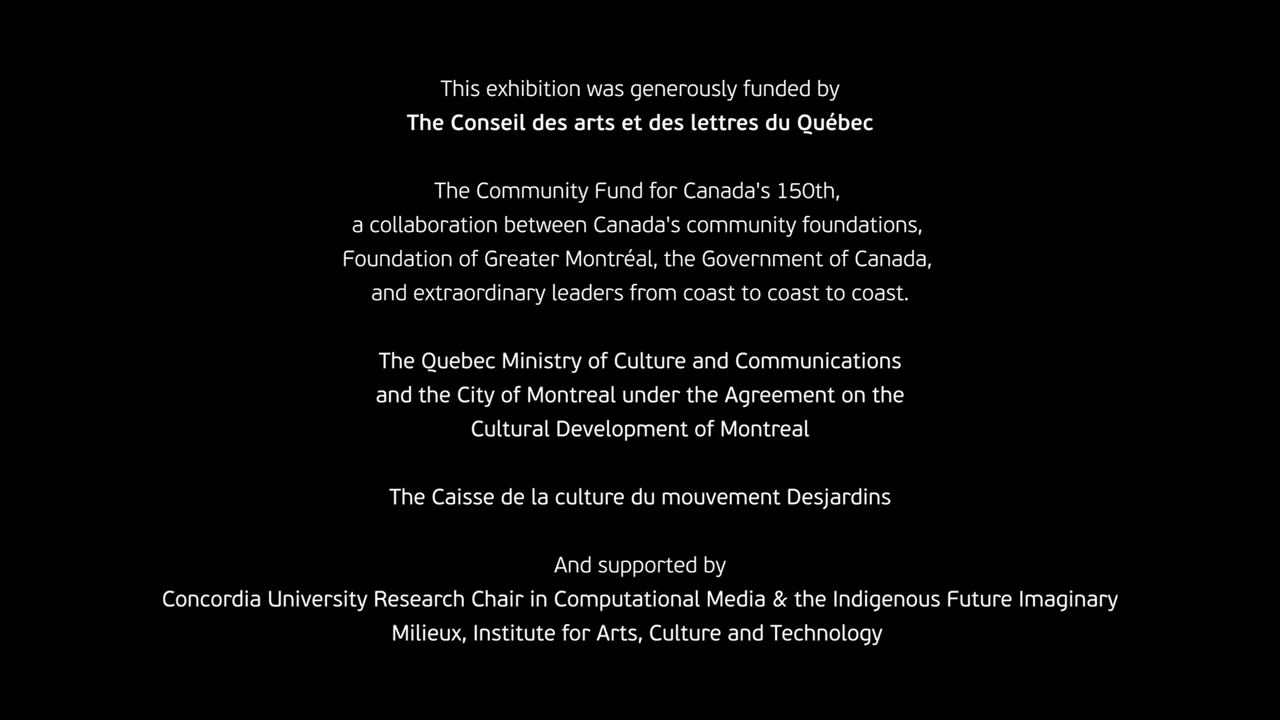 This exhibition was generously funded by
The Conseil des arts et des lettres du Québec
The Community Fund for Canada's 150th,
a collaboration between Canada's community foundations,
Foundation of Greater Montréal, the Government of Canada,
and extraordinary leaders from coast to coast to coast.
The Quebec Ministry of Culture and Communications
and the City of Montreal under the Agreement on the
Cultural Development of Montreal
The Caisse de la culture du mouvement Desjardins
And supported by
Concordia University Research Chair in Computational Media & the Indigenous Future Imaginary
Milieux, Institute for Arts, Culture and Technology